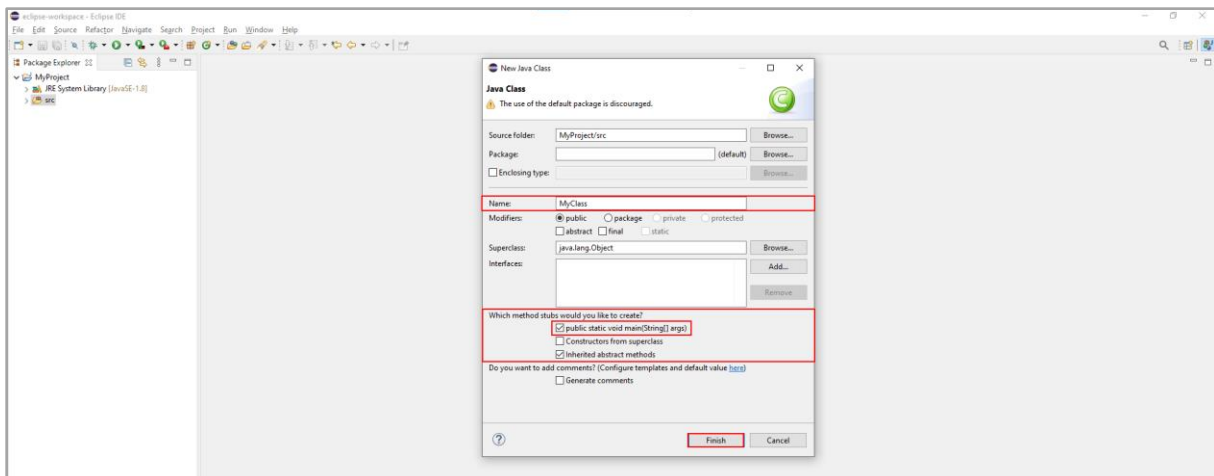 eclipse-workspace - Eclipse IDE
File Edit Source Refactor Navigate Search Project Run Window Help
Package Explorer
MyProject
JRE System Library [JavaSE-1.8]
src
New Java Class
Java Class
The use of the default package is discouraged.
Source folder: MyProject/src Browse...
Package: (default) Browse...
Enclosing type: Browse...
Name: MyClass
Modifiers: public package private protected
abstract final static
Superclass: java.lang.Object Browse...
Interfaces: Add...
Remove
Which method stubs would you like to create?
public static void main(String[] args)
Constructors from superclass
Inherited abstract methods
Do you want to add comments? (Configure templates and default value here)
Generate comments
Finish Cancel